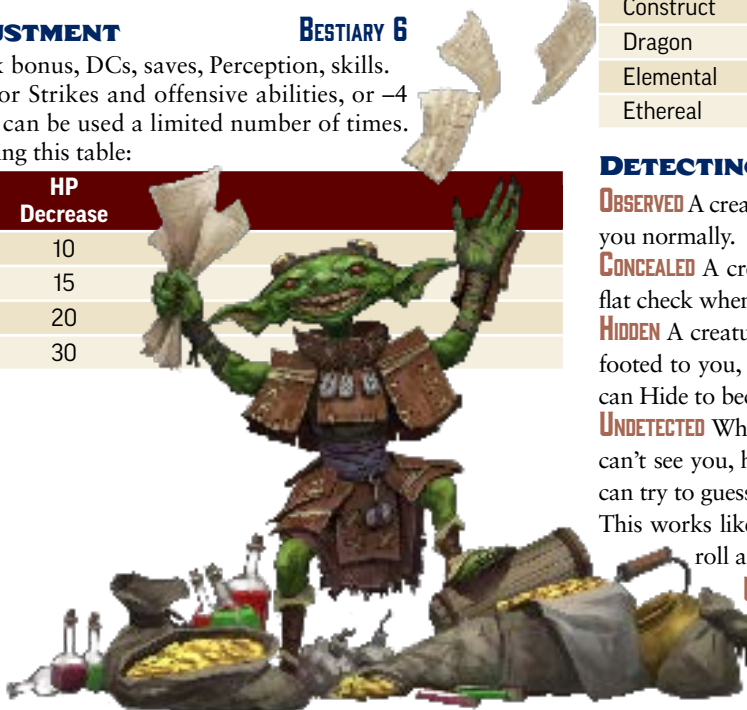 USTMENT BESTIARY 6
bonus, DCs, saves, Perception, skills.
or Strikes and offensive abilities, or –4
can be used a limited number of times.
ing this table:
HP
Decrease
10
15
20
30
Construct
Dragon
Elemental
Ethereal
DETECTING
OBSERVED A crea
you normally.
CONCEALED A cre
flat check when
HIDDEN A creatu
footed to you,
can Hide to be
UNDETECTED Wh
can’t see you, h
can try to guess
This works like
roll a